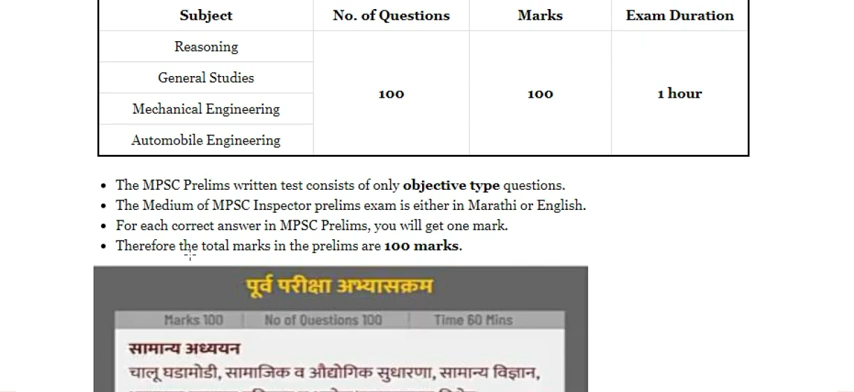 Subject No. of Questions Marks Exam Duration
Reasoning
General Studies
100 100 1 hour
Mechanical Engineering
Automobile Engineering
The MPSC Prelims written test consists of only objective type questions.
The Medium of MPSC Inspector prelims exam is either in Marathi or English.
For each correct answer in MPSC Prelims, you will get one mark.
Therefore the total marks in the prelims are 100 marks.
पूर्व परीक्षा अभ्यासक्रम
Marks 100 No of Questions 100 Time 60 Mins
सामान्य अध्ययन
चालू घडामोडी, सामाजिक व औद्योगिक सुधारणा, सामान्य विज्ञान,